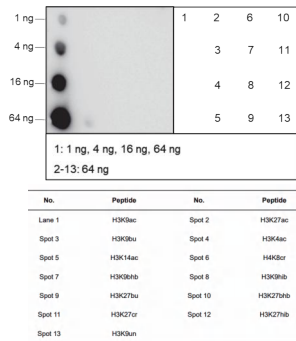 1 ng 1 2 6 10
4 ng 3 7 11
16 ng 4 8 12
64 ng 5 9 13
1: 1 ng, 4 ng, 16 ng, 64 ng
2-13: 64 ng
No. Peptide No. Peptide
Lane 1 H3K9ac Spot 2 H3K27ac
Spot 3 H3K9bu Spot 4 H3K4ac
Spot 5 H3K14ac Spot 6 H4K8cr
Spot 7 H3K9bhb Spot 8 H3K9hib
Spot 9 H3K27bu Spot 10 H3K27bhb
Spot 11 H3K27cr Spot 12 H3K27hib
Spot 13 H3K9un